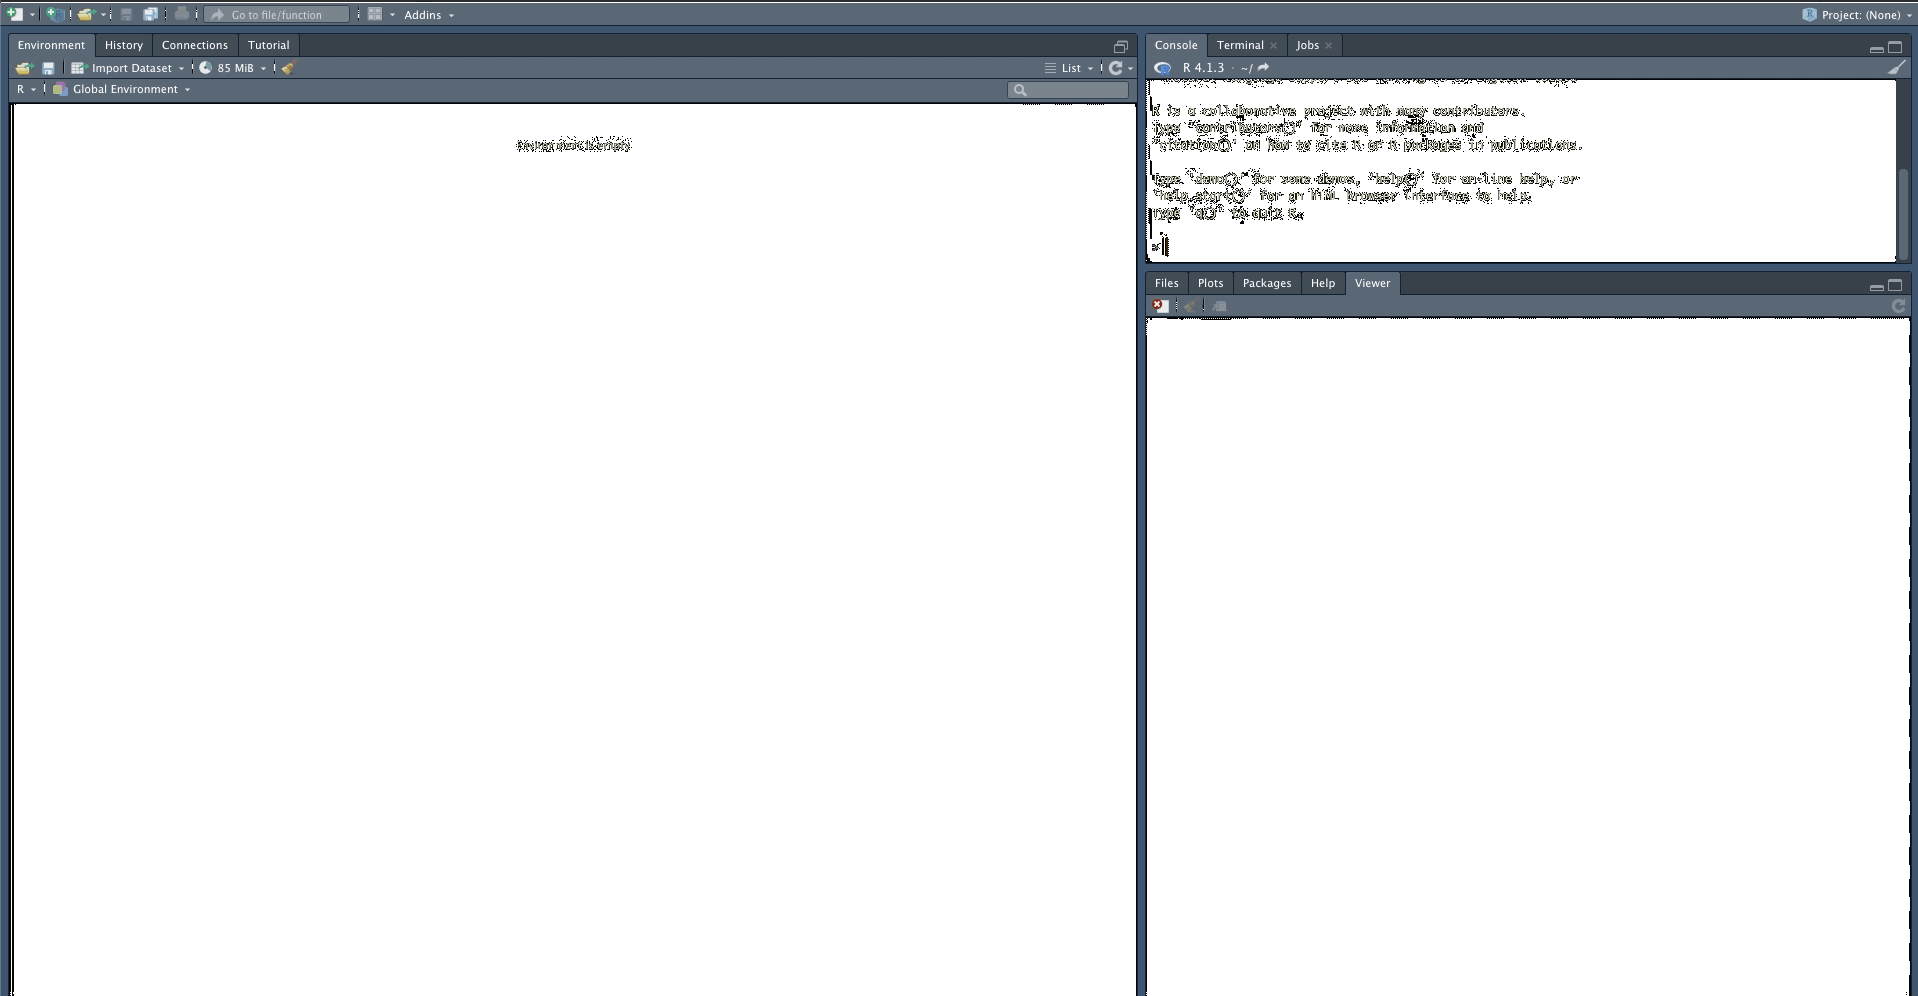 Go to file/function
Addins
Project: (None)
Environment
History
Connections
Tutorial
Import Dataset
85 MiB
List
R
Global Environment
Console
Terminal
Jobs
R 4.1.3 · ~/
R is a collaborative project with many contributors.
Type 'contributors()' for more information and
'citation()' on how to cite R or R packages in publications.
Type 'demo()' for some demos, 'help()' for on-line help, or
'help.start()' for an HTML browser interface to help.
Type 'q()' to quit R.
>
Files
Plots
Packages
Help
Viewer